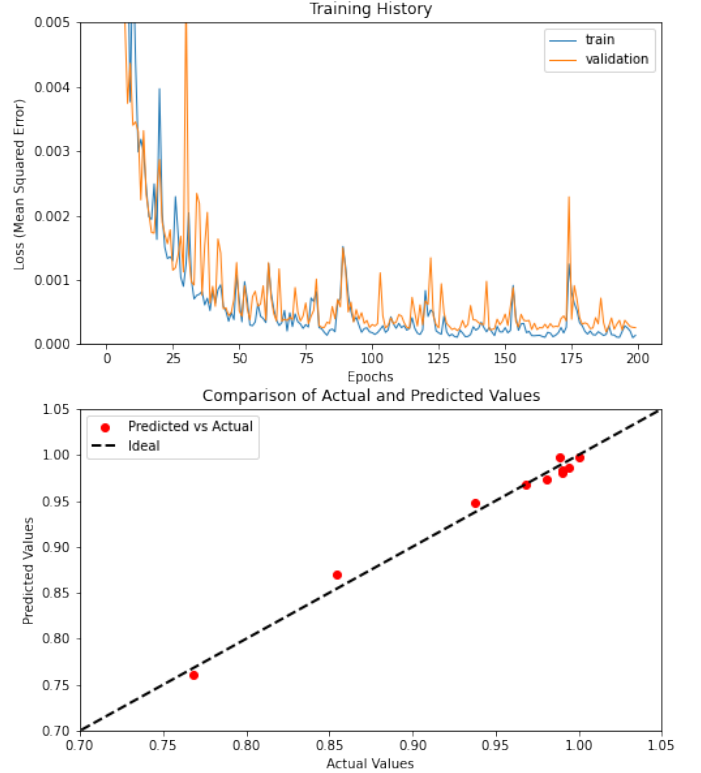 Training History
0.005
0.004
0.003
0.002
0.001
0.000
Loss (Mean Squared Error)
train
validation
0 25 50 75 100 125 150 175 200
Epochs
Comparison of Actual and Predicted Values
1.05
1.00
0.95
0.90
0.85
0.80
0.75
0.70
Predicted Values
Predicted vs Actual
Ideal
0.70 0.75 0.80 0.85 0.90 0.95 1.00 1.05
Actual Values